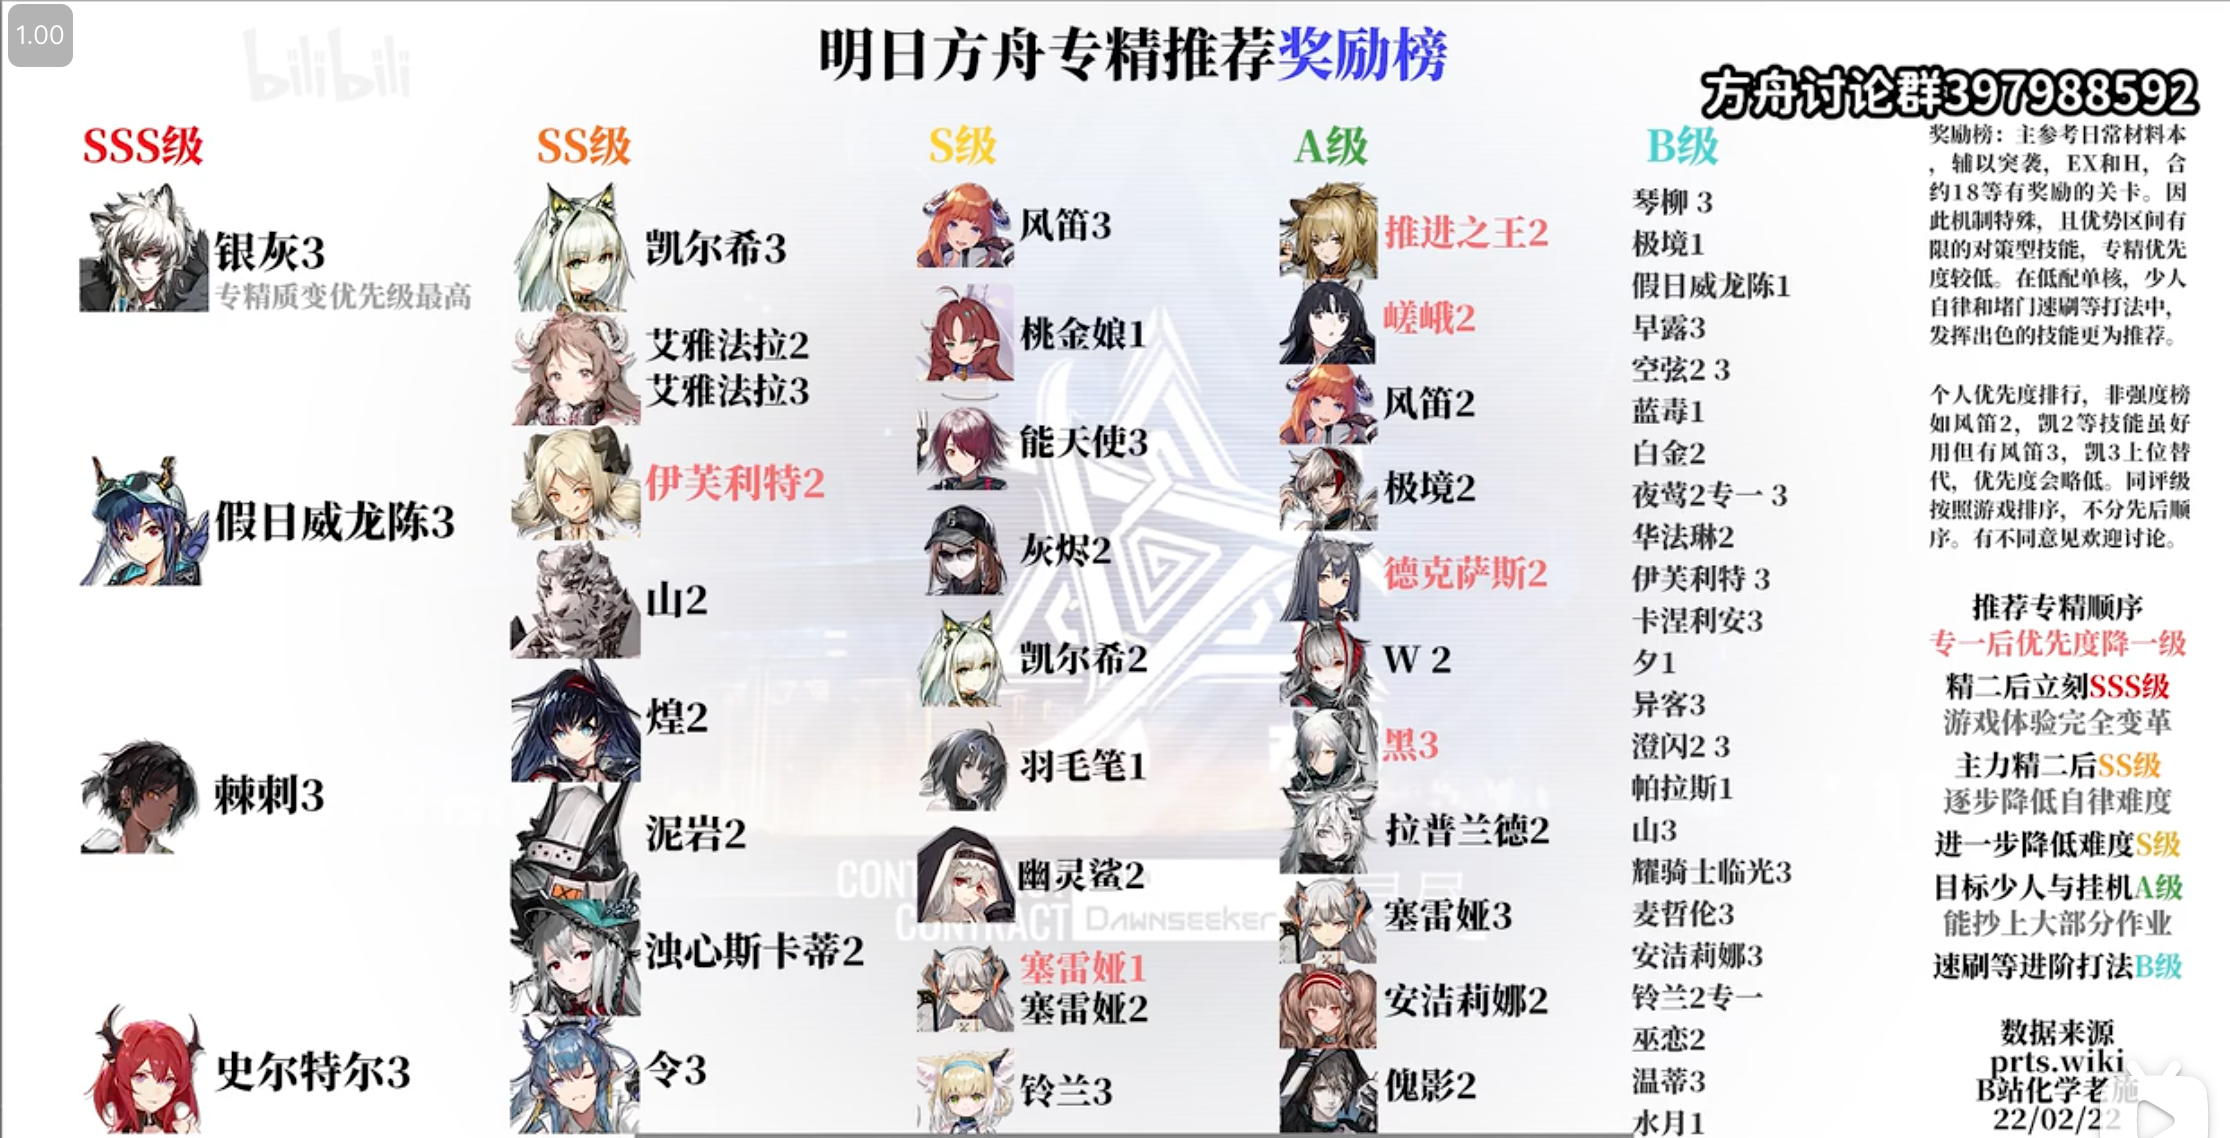 1.00
bilibili
明日方舟专精推荐奖励榜
方舟讨论群397988592
SSS级
银灰3
专精质变优先级最高
假日威龙陈3
棘刺3
史尔特尔3
SS级
凯尔希3
艾雅法拉2
艾雅法拉3
伊芙利特2
山2
煌2
泥岩2
浊心斯卡蒂2
令3
S级
风笛3
桃金娘1
能天使3
灰烬2
凯尔希2
羽毛笔1
幽灵鲨2
塞雷娅1
塞雷娅2
铃兰3
A级
推进之王2
嵯峨2
风笛2
极境2
德克萨斯2
W 2
黑3
拉普兰德2
塞雷娅3
安洁莉娜2
傀影2
B级
琴柳 3
极境1
假日威龙陈1
早露3
空弦2 3
蓝毒1
白金2
夜莺2专一 3
华法琳2
伊芙利特 3
卡涅利安3
夕1
异客3
澄闪2 3
帕拉斯1
山3
耀骑士临光3
麦哲伦3
安洁莉娜3
铃兰2专一
巫恋2
温蒂3
水月1
奖励榜：主参考日常材料本
，辅以突袭，EX和H，合
约18等有奖励的关卡。因
此机制特殊，且优势区间有
限的对策型技能，专精优先
度较低。在低配单核，少人
自律和堵门速刷等打法中，
发挥出色的技能更为推荐。
个人优先度排行，非强度榜
如风笛2，凯2等技能虽好
用但有风笛3，凯3上位替
代，优先度会略低。同评级
按照游戏排序，不分先后顺
序。有不同意见欢迎讨论。
推荐专精顺序
专一后优先度降一级
精二后立刻SSS级
游戏体验完全变革
主力精二后SS级
逐步降低自律难度
进一步降低难度S级
目标少人与挂机A级
能抄上大部分作业
速刷等进阶打法B级
数据来源
prts.wiki
B站化学老施
22/02/22
CONTRACT
DAWNSEEKER